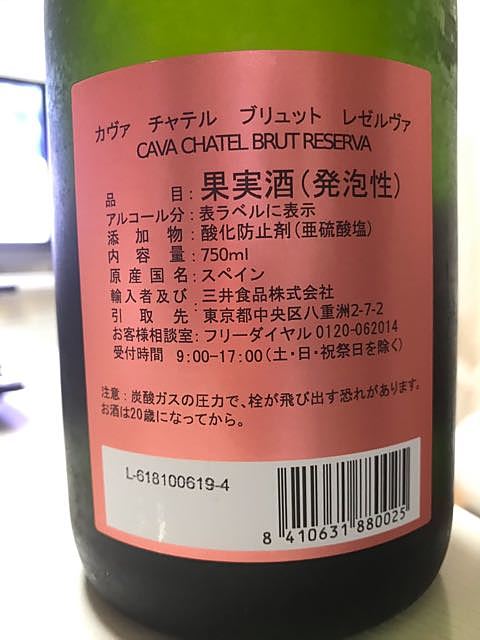 カヴァ チャテル ブリュット レゼルヴァ
CAVA CHATEL BRUT RESERVA
品目：果実酒（発泡性）
アルコール分：表ラベルに表示
添加物：酸化防止剤（亜硫酸塩）
内容量：750ml
原産国名：スペイン
輸入者及び 三井食品株式会社
引取先：東京都中央区八重洲2-7-2
お客様相談室：フリーダイヤル 0120-062014
受付時間 9:00-17:00（土・日・祝祭日を除く）
注意：炭酸ガスの圧力で、栓が飛び出す恐れがあります。
お酒は20歳になってから。
L-618100619-4
8 410631 880025